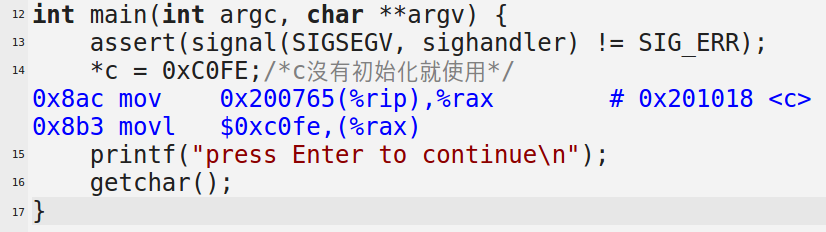 12 int main(int argc, char **argv) {
13     assert(signal(SIGSEGV, sighandler) != SIG_ERR);
14     *c = 0xC0FE;/*c沒有初始化就使用*/
0x8ac mov    0x200765(%rip),%rax        # 0x201018 <c>
0x8b3 movl   $0xc0fe,(%rax)
15     printf("press Enter to continue\n");
16     getchar();
17 }